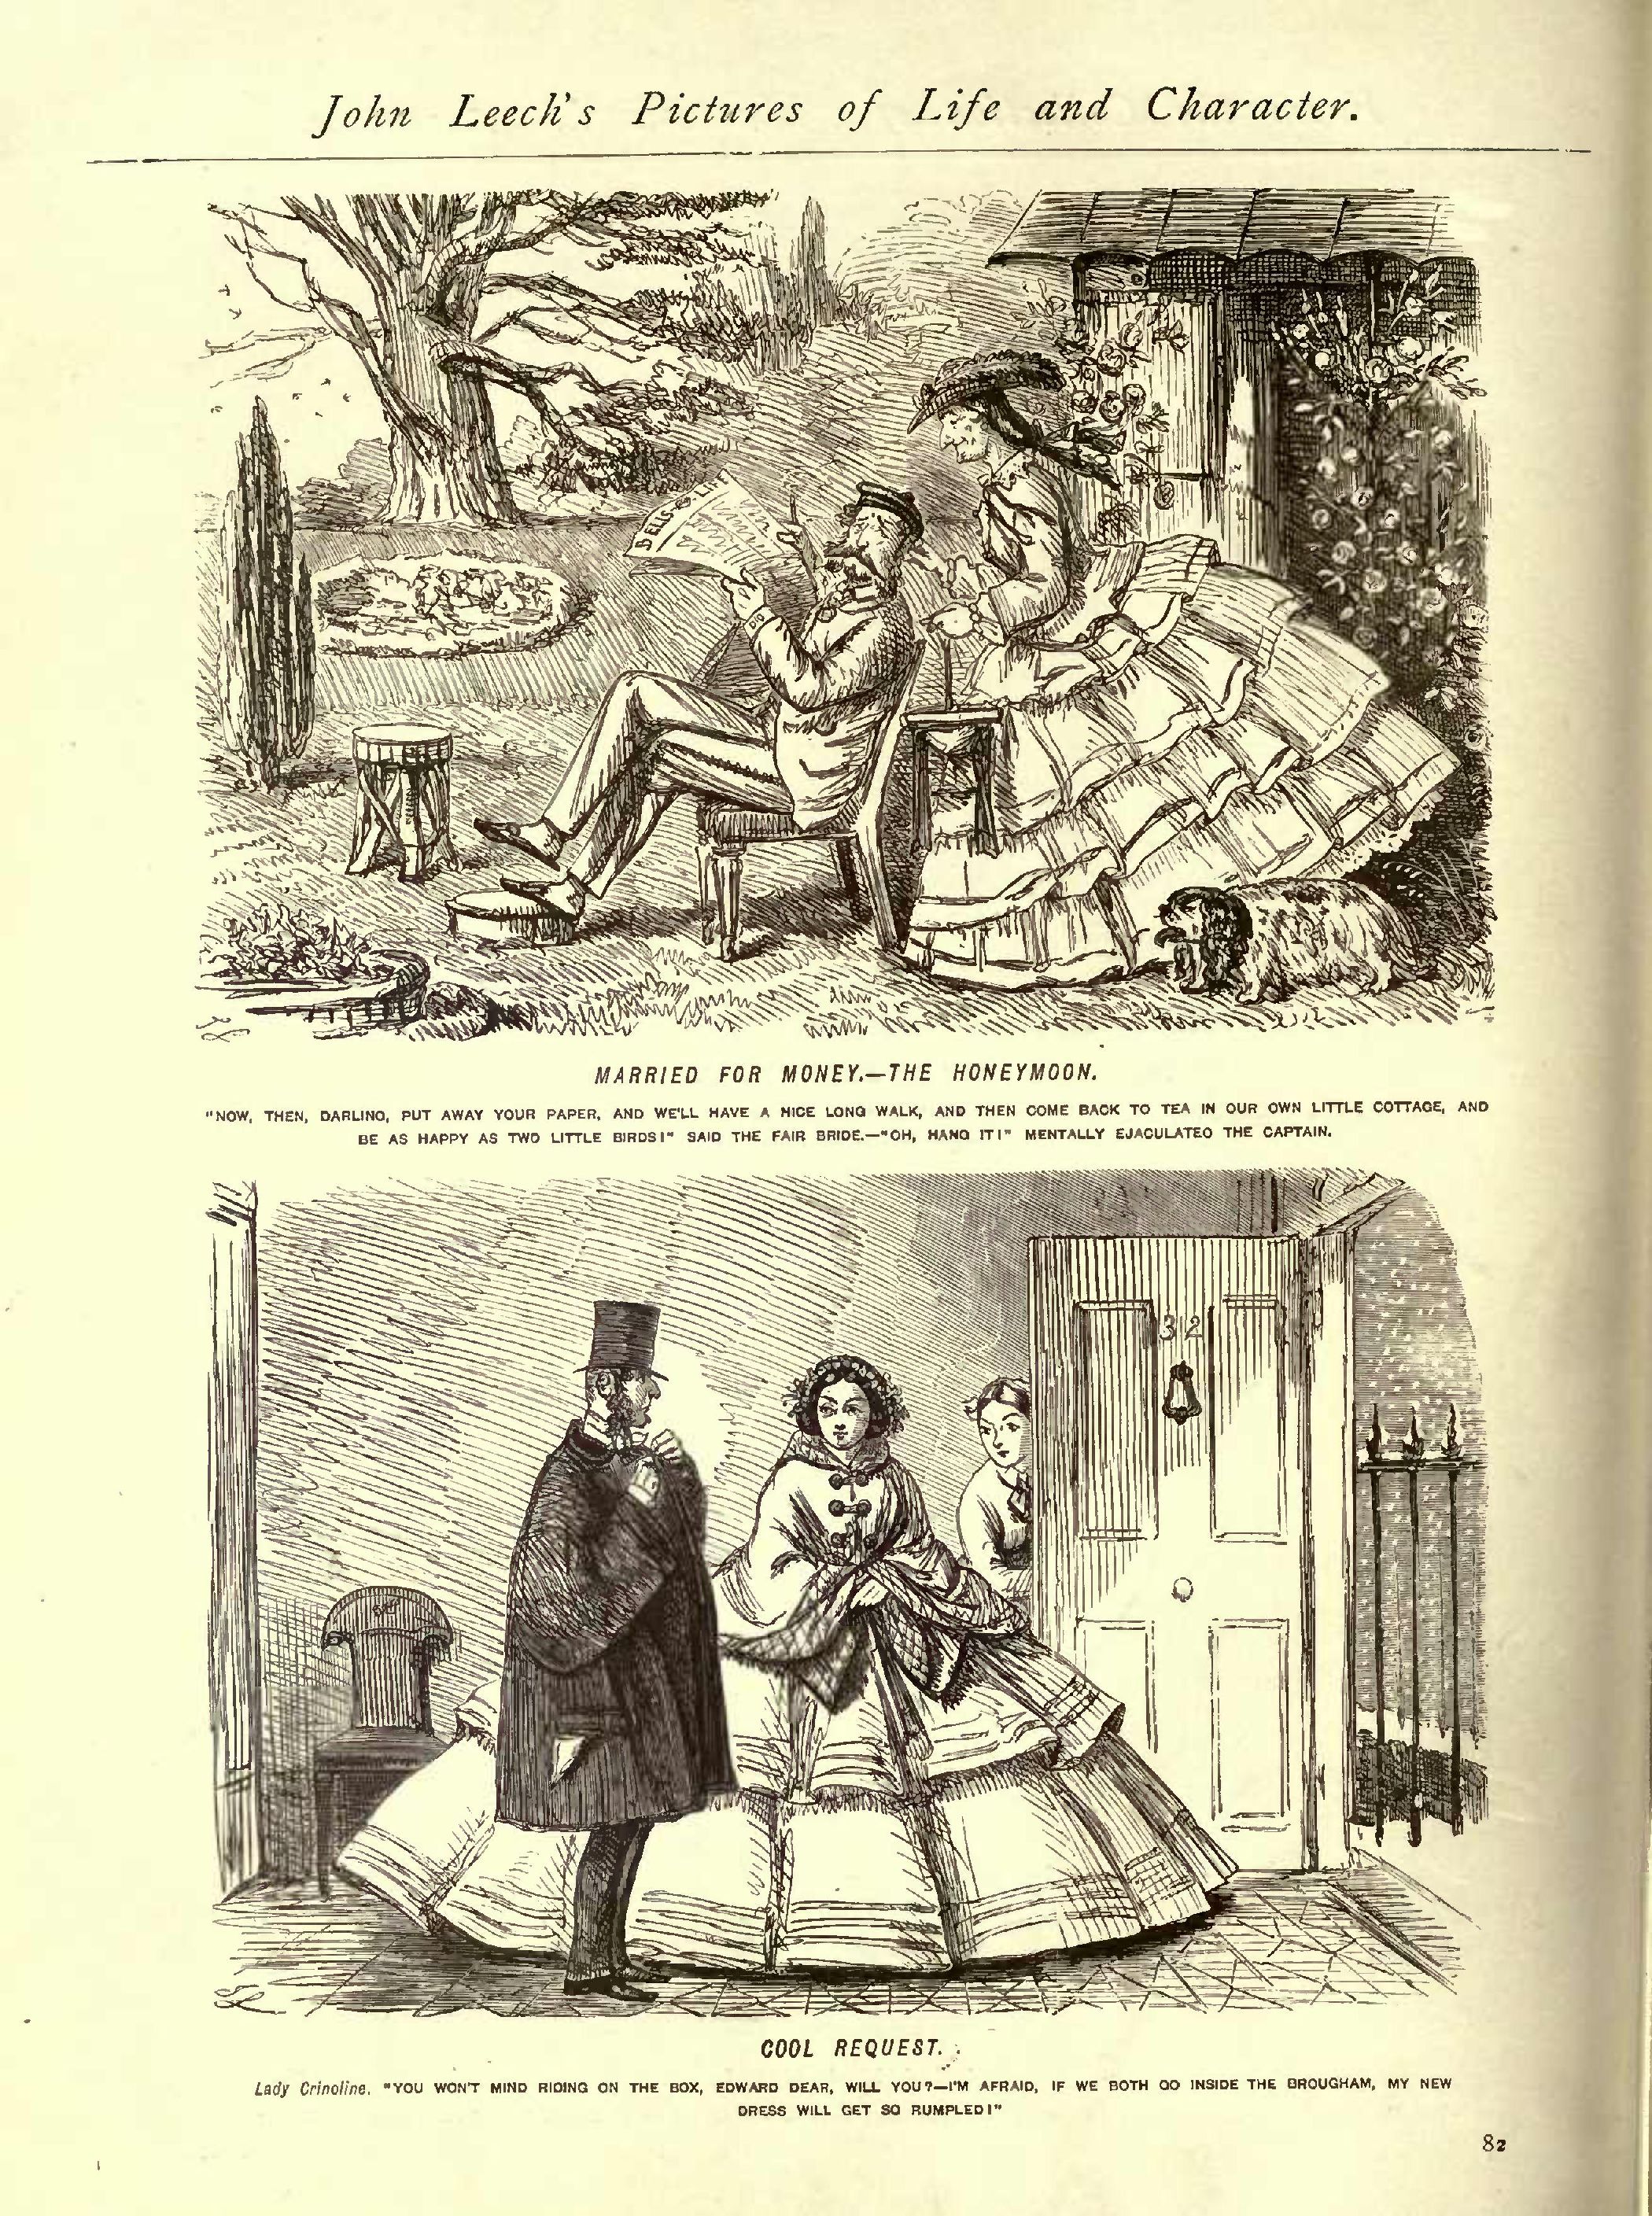 John Leech's Pictures of Life and Character.
BELLS LIFE
MARRIED FOR MONEY.—THE HONEYMOON.
"NOW, THEN, DARLING, PUT AWAY YOUR PAPER, AND WE'LL HAVE A NICE LONG WALK, AND THEN COME BACK TO TEA IN OUR OWN LITTLE COTTAGE, AND
BE AS HAPPY AS TWO LITTLE BIRDS!" SAID THE FAIR BRIDE.—"OH, HANG IT!" MENTALLY EJACULATED THE CAPTAIN.
32
COOL REQUEST.
Lady Crinoline. "YOU WON'T MIND RIDING ON THE BOX, EDWARD DEAR, WILL YOU?—I'M AFRAID, IF WE BOTH GO INSIDE THE BROUGHAM, MY NEW
DRESS WILL GET SO RUMPLED!"
82